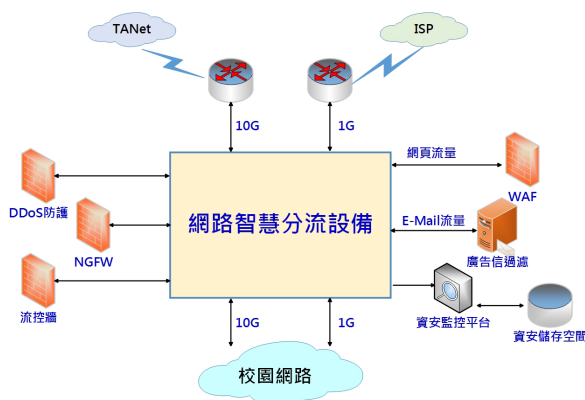 TANet
ISP
10G
1G
網頁流量
WAF
DDoS防護
網路智慧分流設備
E-Mail流量
NGFW
廣告信過濾
流控牆
10G
1G
資安監控平台
資安儲存空間
校園網路